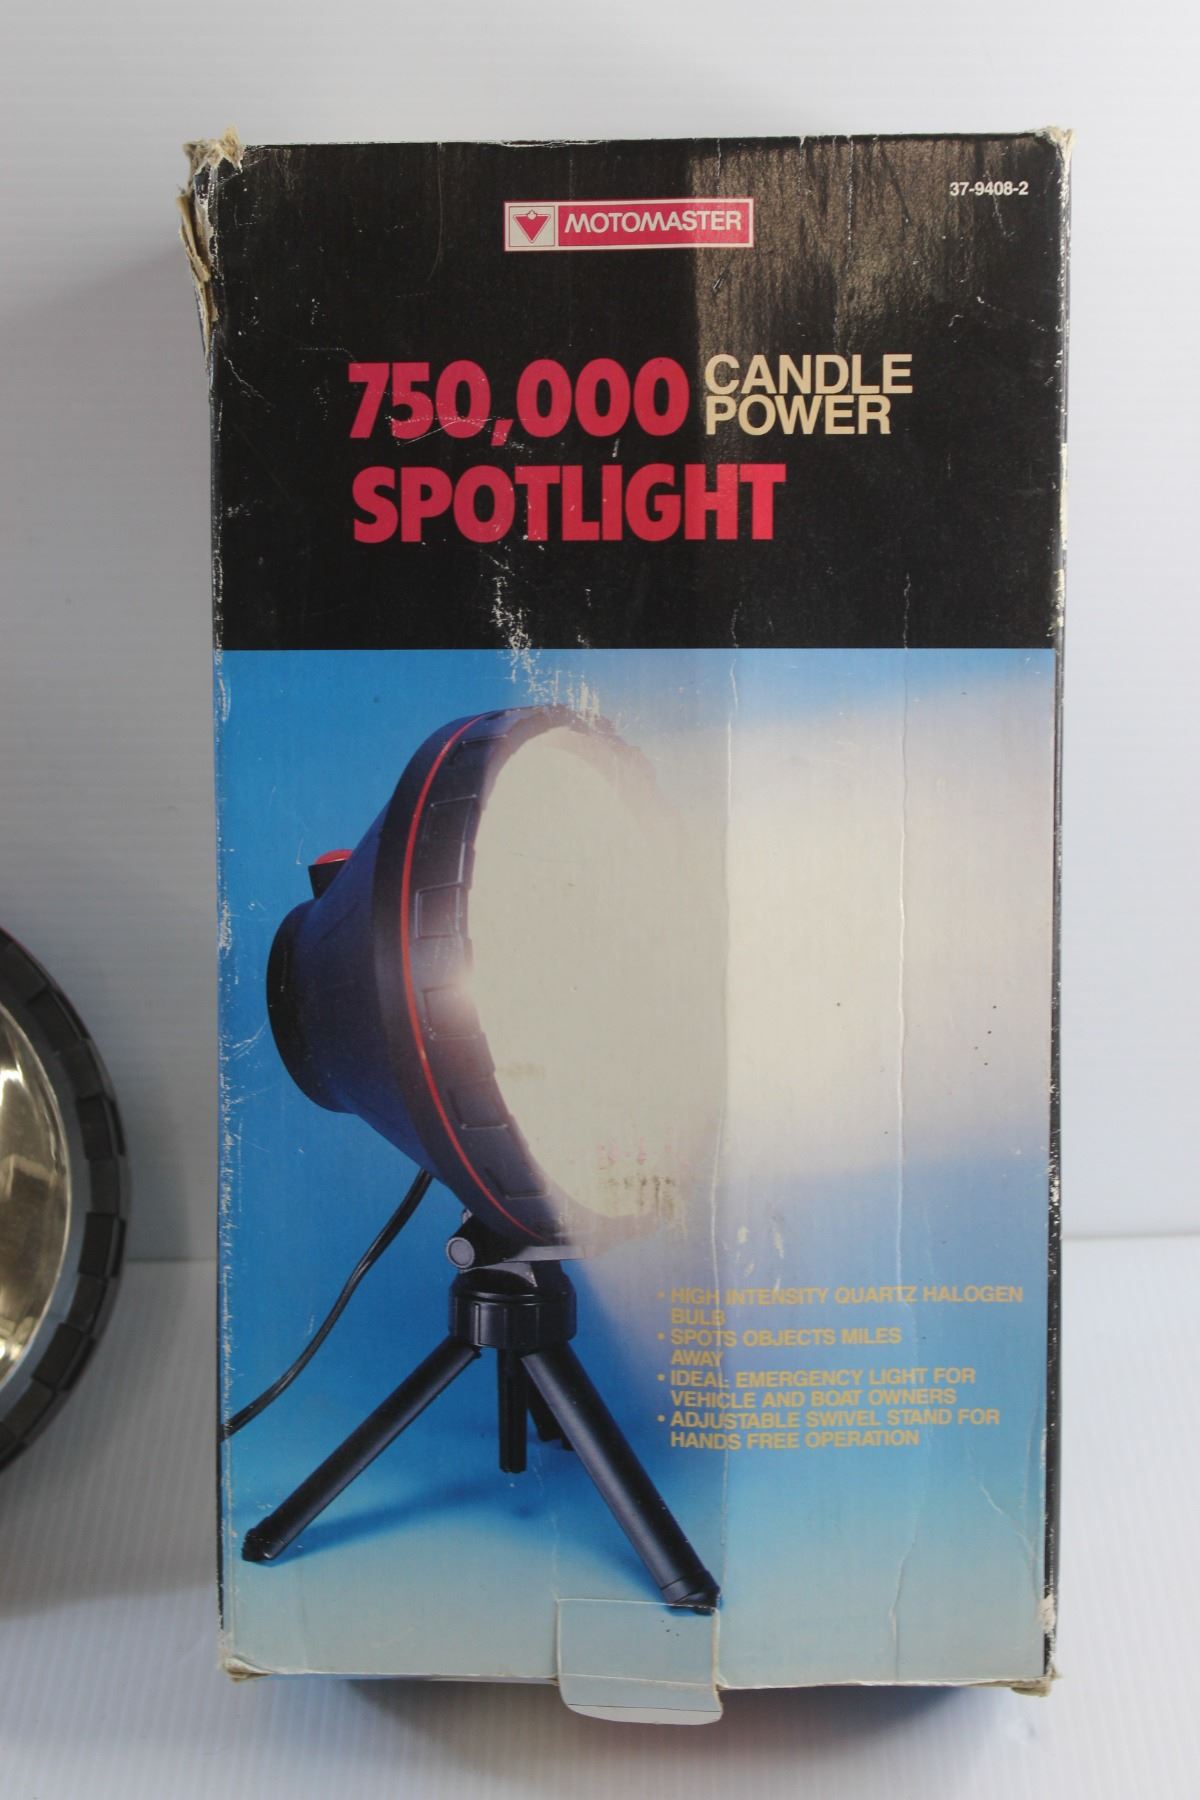 37-9408-2
MOTOMASTER
750,000 CANDLE
POWER
SPOTLIGHT
• HIGH INTENSITY QUARTZ HALOGEN
BULB
• SPOTS OBJECTS MILES
AWAY
• IDEAL EMERGENCY LIGHT FOR
VEHICLE AND BOAT OWNERS
• ADJUSTABLE SWIVEL STAND FOR
HANDS FREE OPERATION